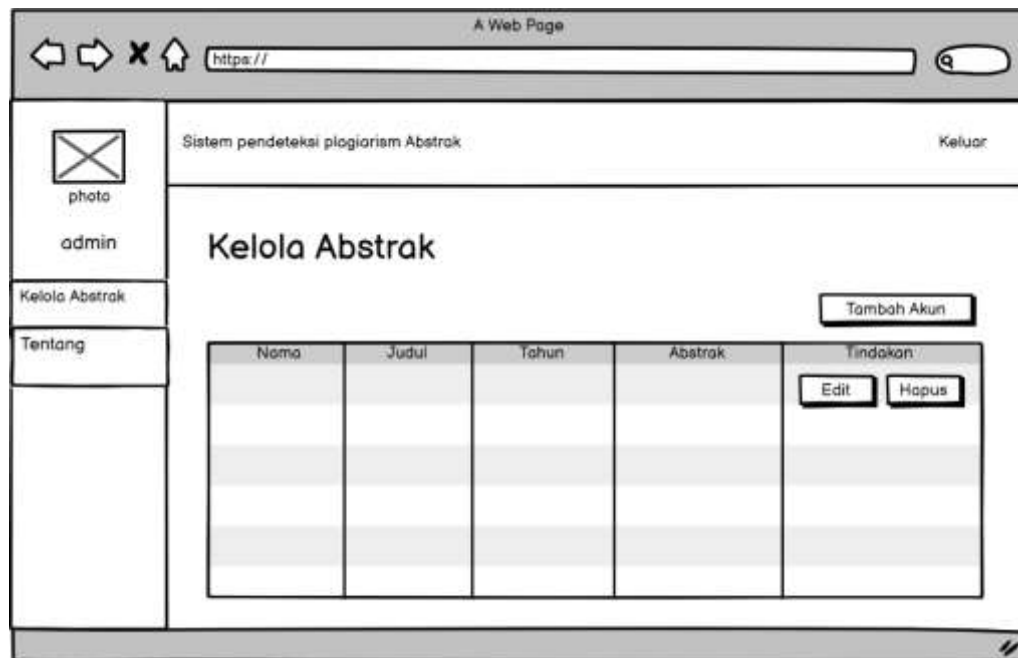 A Web Page
https://
photo
admin
Kelola Abstrak
Tentang
Sistem pendeteksi plagiarism Abstrak
Keluar
Kelola Abstrak
Tambah Akun
Nama Judul Tahun Abstrak Tindakan
Edit Hapus